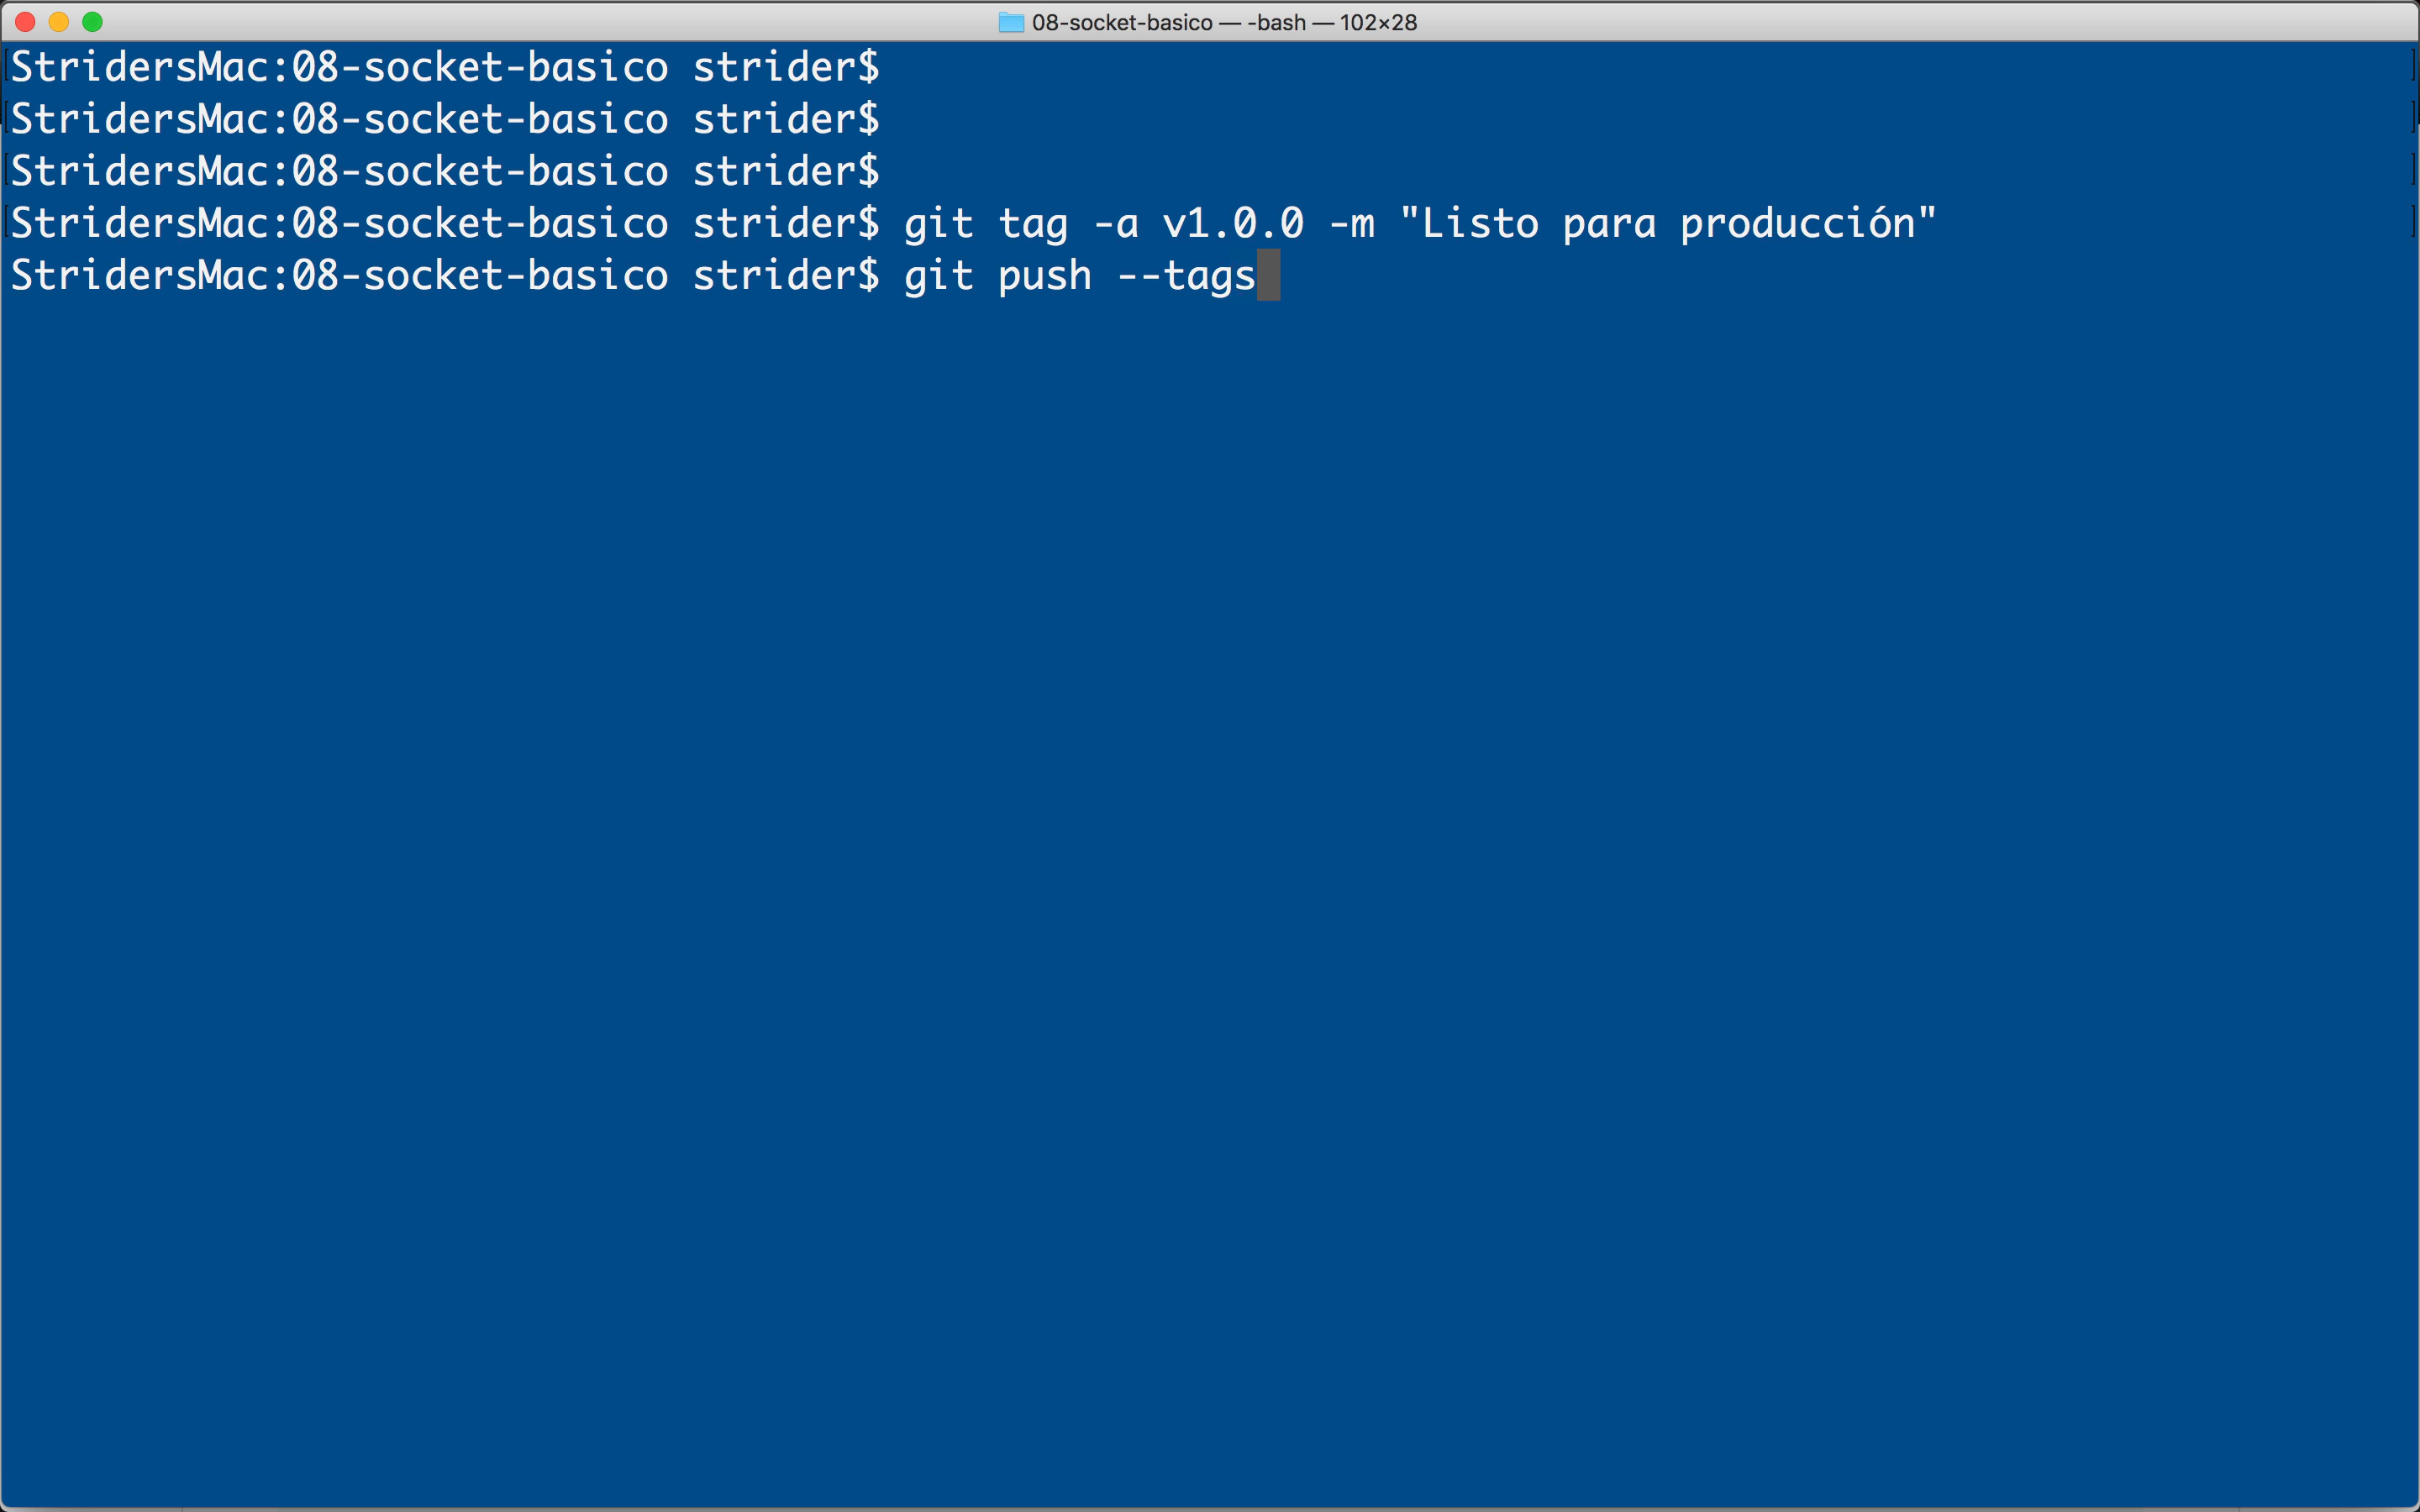 08-socket-basico — -bash — 102×28
StridersMac:08-socket-basico strider$
StridersMac:08-socket-basico strider$
StridersMac:08-socket-basico strider$
StridersMac:08-socket-basico strider$ git tag -a v1.0.0 -m "Listo para producción"
StridersMac:08-socket-basico strider$ git push --tags